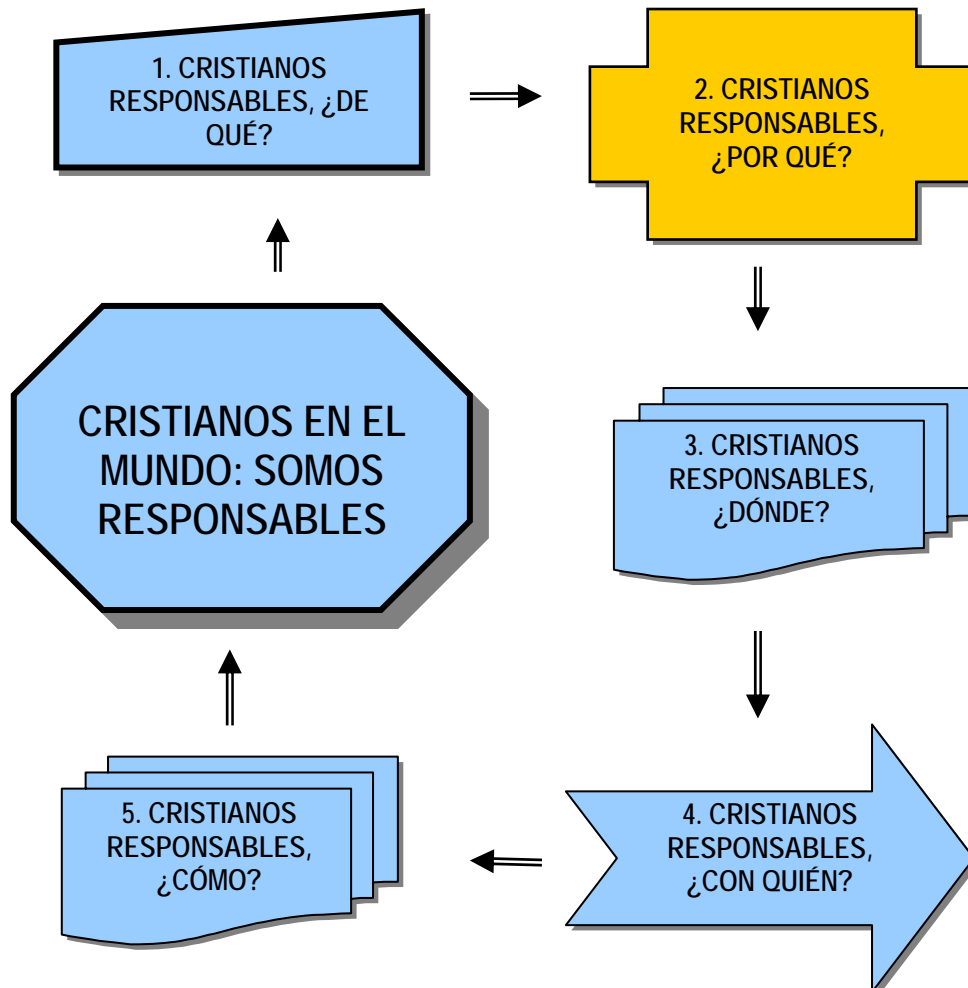 1. CRISTIANOS
RESPONSABLES, ¿DE
QUÉ?
2. CRISTIANOS
RESPONSABLES,
¿POR QUÉ?
CRISTIANOS EN EL
MUNDO: SOMOS
RESPONSABLES
3. CRISTIANOS
RESPONSABLES,
¿DÓNDE?
4. CRISTIANOS
RESPONSABLES,
¿CON QUIÉN?
5. CRISTIANOS
RESPONSABLES,
¿CÓMO?